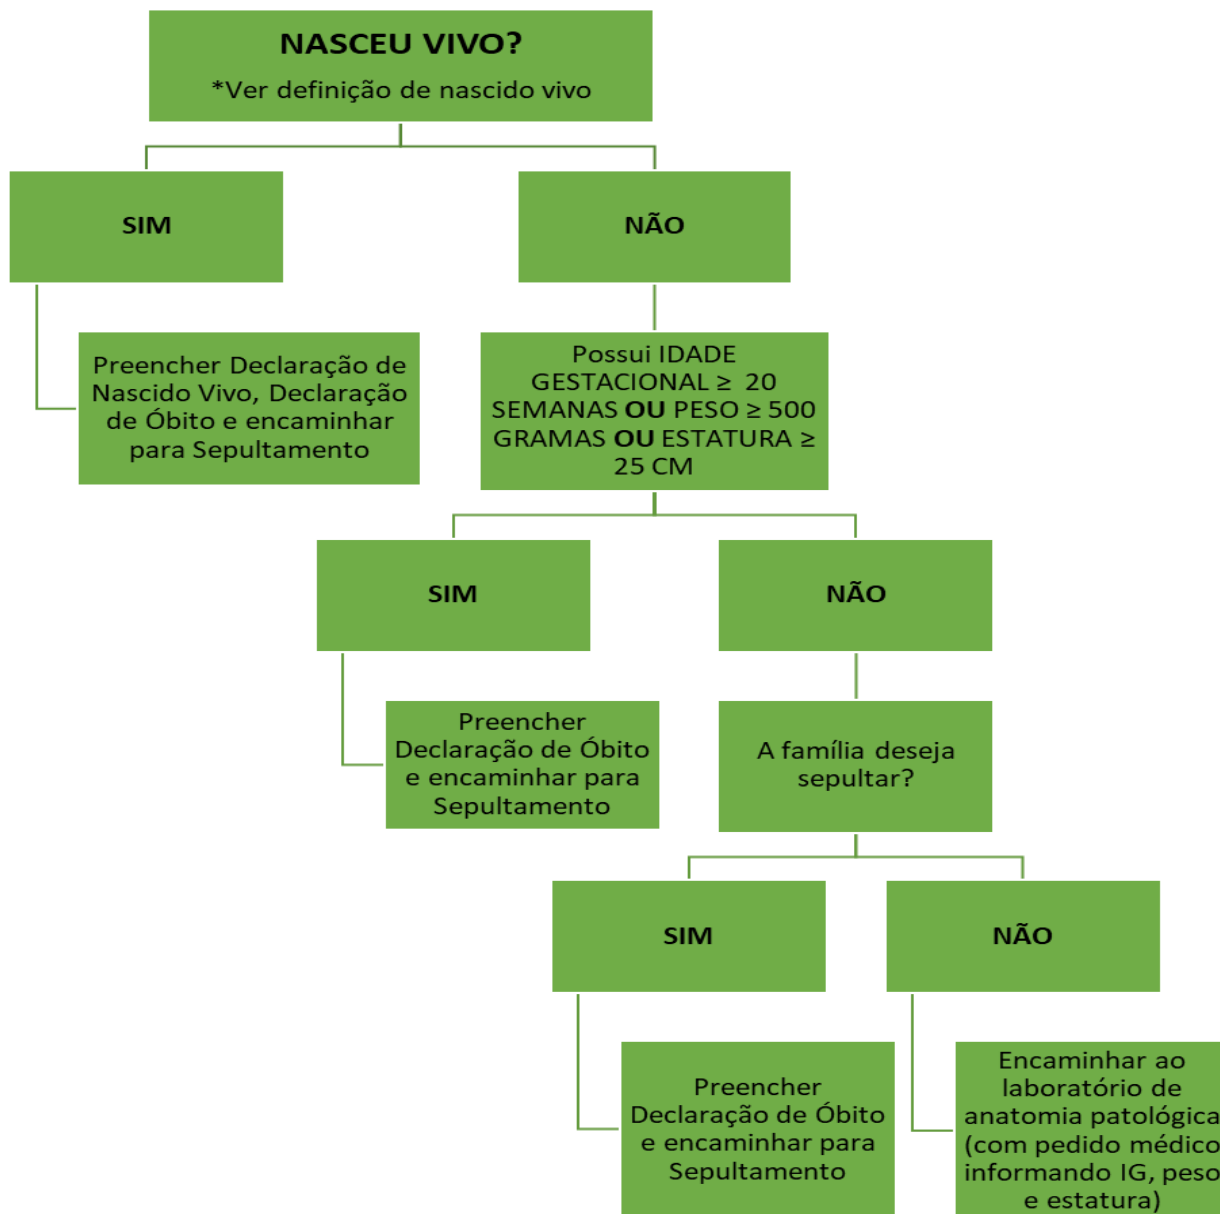 NASCEU VIVO?
*Ver definição de nascido vivo
SIM
NÃO
Preencher Declaração de
Nascido Vivo, Declaração
de Óbito e encaminhar
para Sepultamento
Possui IDADE
GESTACIONAL ≥ 20
SEMANAS OU PESO ≥ 500
GRAMAS OU ESTATURA ≥
25 CM
SIM
NÃO
Preencher
Declaração de Óbito
e encaminhar para
Sepultamento
A família deseja
sepultar?
SIM
NÃO
Preencher
Declaração de Óbito
e encaminhar para
Sepultamento
Encaminhar ao
laboratório de
anatomia patológica
(com pedido médico
informando IG, peso
e estatura)